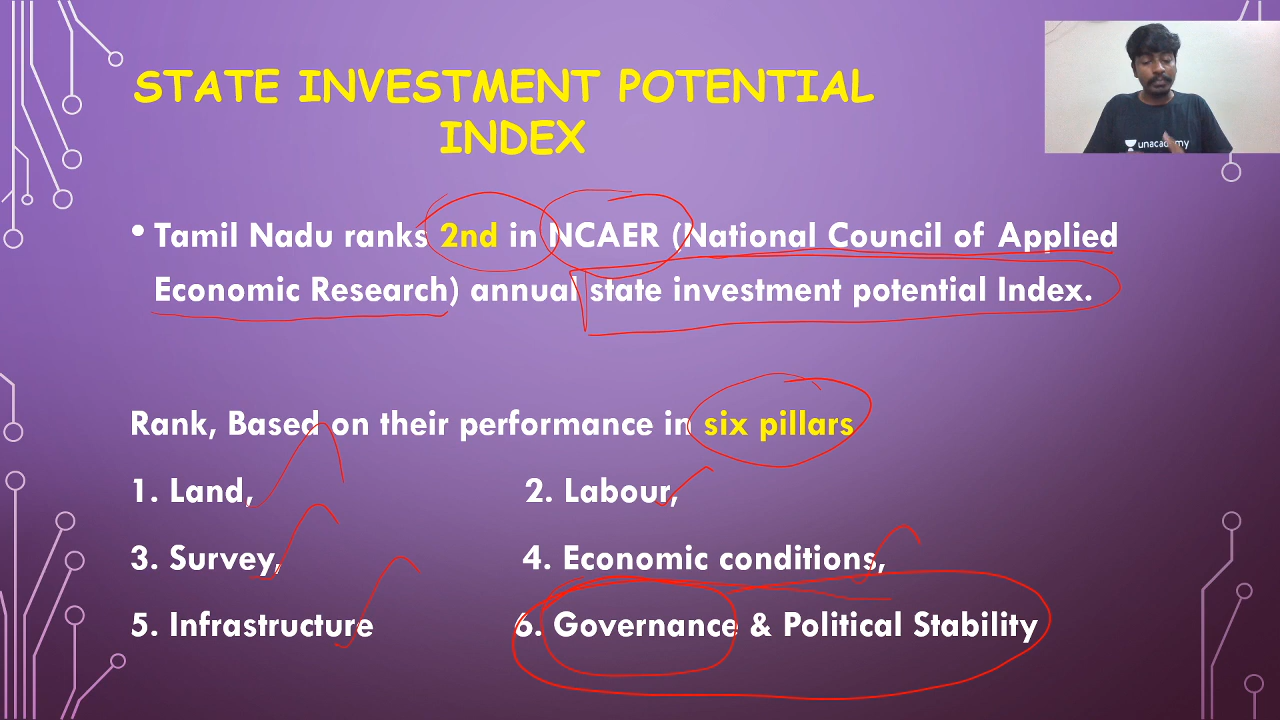 STATE INVESTMENT POTENTIAL
INDEX
unacademy
• Tamil Nadu ranks 2nd in NCAER (National Council of Applied
Economic Research) annual state investment potential Index.
Rank, Based on their performance in six pillars
1. Land, 2. Labour,
3. Survey, 4. Economic conditions,
5. Infrastructure 6. Governance & Political Stability